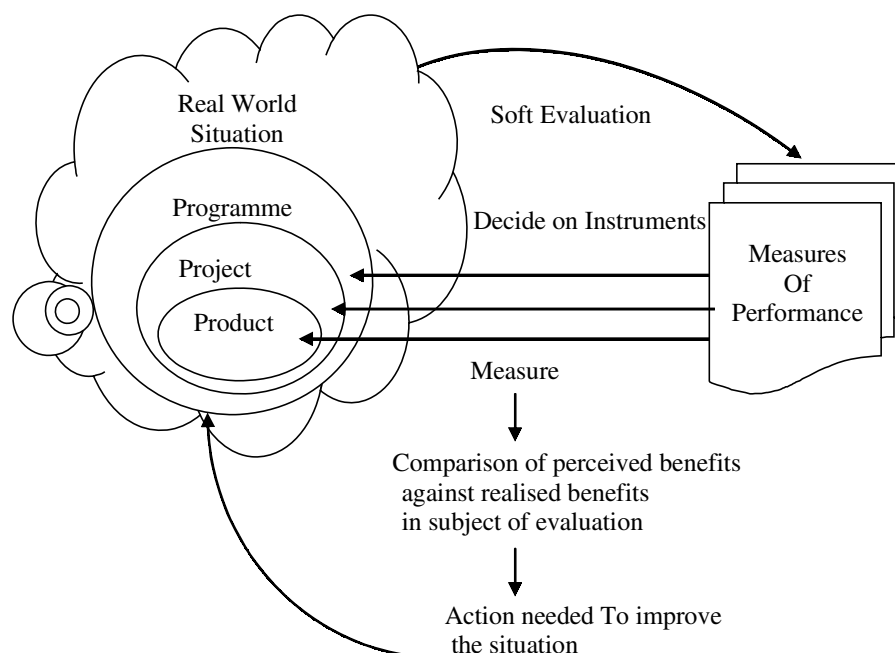 Real World
Situation
Soft Evaluation
Programme
Decide on Instruments
Project
Measures
Of
Performance
Product
Measure
Comparison of perceived benefits
against realised benefits
in subject of evaluation
Action needed To improve
the situation